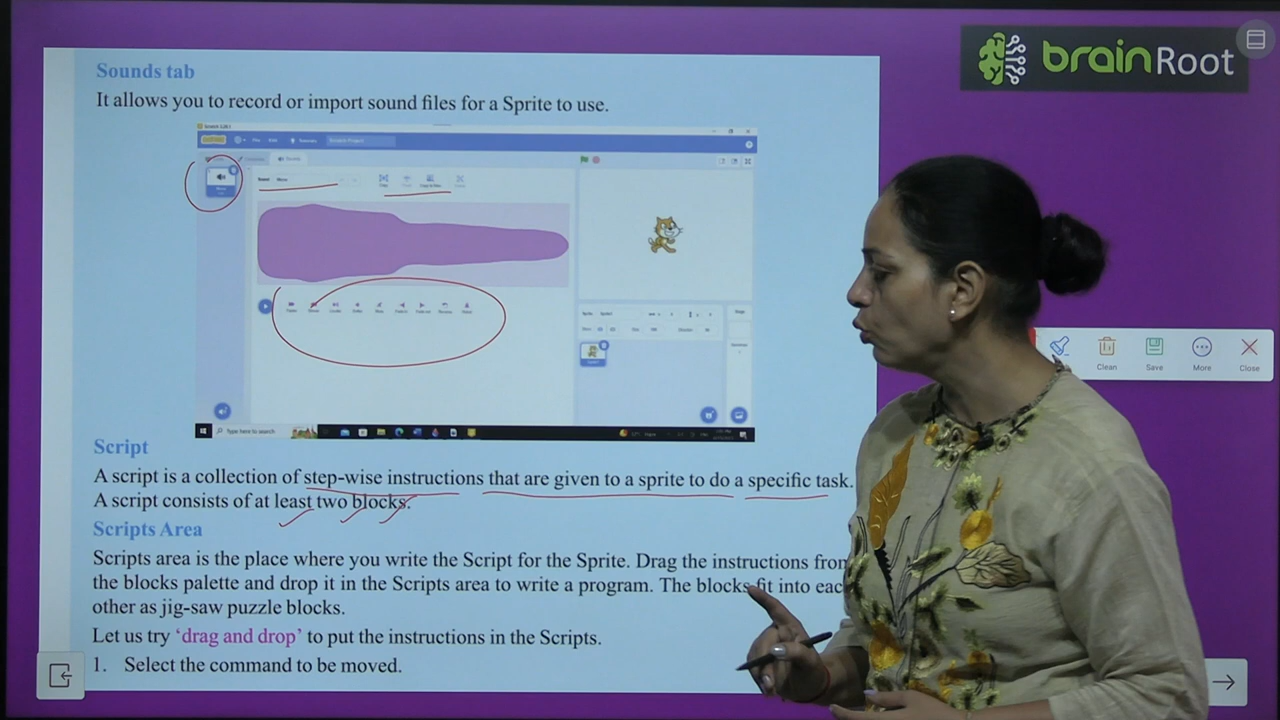 Sounds tab
It allows you to record or import sound files for a Sprite to use.
brainRoot
Type here to search
Script
A script is a collection of step-wise instructions that are given to a sprite to do a specific task.
A script consists of at least two blocks.
Scripts Area
Scripts area is the place where you write the Script for the Sprite. Drag the instructions from
the blocks palette and drop it in the Scripts area to write a program. The blocks fit into eac
other as jig-saw puzzle blocks.
Let us try ‘drag and drop’ to put the instructions in the Scripts.
1. Select the command to be moved.
Clean Save More Close